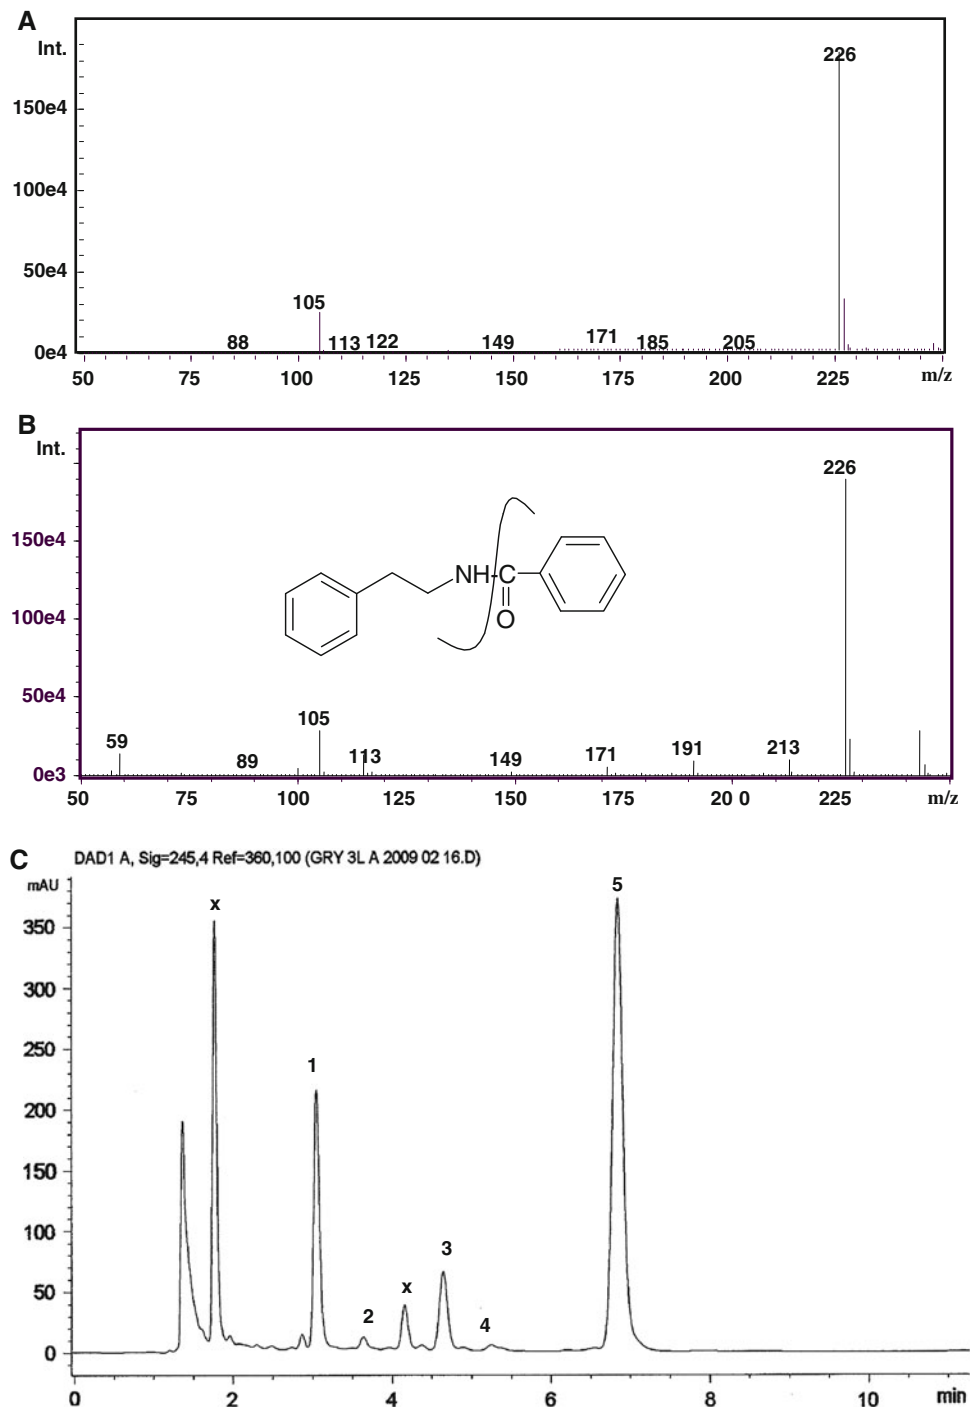 A
Int.
226
150e4
100e4
50e4
105
88
113
122
149
171
185
205
0e4
50
75
100
125
150
175
200
225
m/z
B
Int.
226
150e4
NH
C
O
100e4
50e4
105
59
89
113
149
171
191
213
0e3
50
75
100
125
150
175
20 0
225
m/z
C
DAD1 A, Sig=245,4 Ref=360,100 (GRY 3L A 2009 02 16.D)
mAU
x
5
350
300
250
1
200
150
100
3
x
50
2
4
0
0
2
4
6
8
10
min